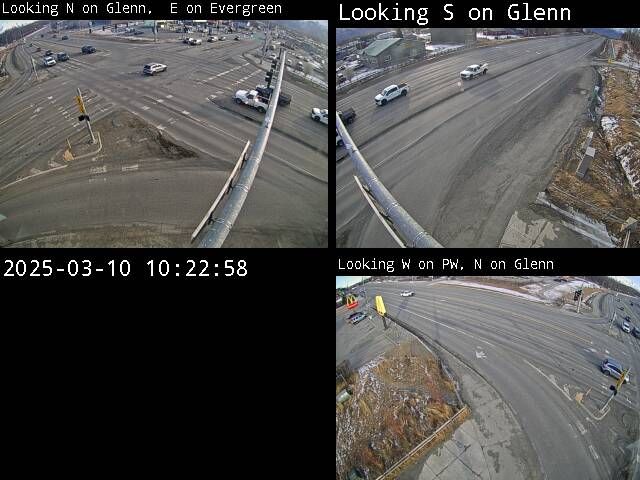 Looking N on Glenn,  E on Evergreen
Looking S on Glenn
2025-03-10 10:22:58
Looking W on PW, N on Glenn